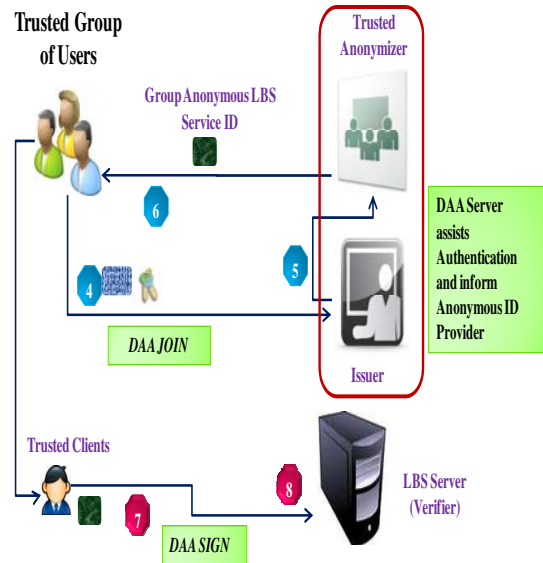 Trusted Group
of Users
Trusted
Anonymizer
Group Anonymous LBS
Service ID
6
DAA Server
assists
Authentication
and inform
Anonymous ID
Provider
5
4
DAA JOIN
Issuer
Trusted Clients
8
LBS Server
(Verifier)
7
DAA SIGN